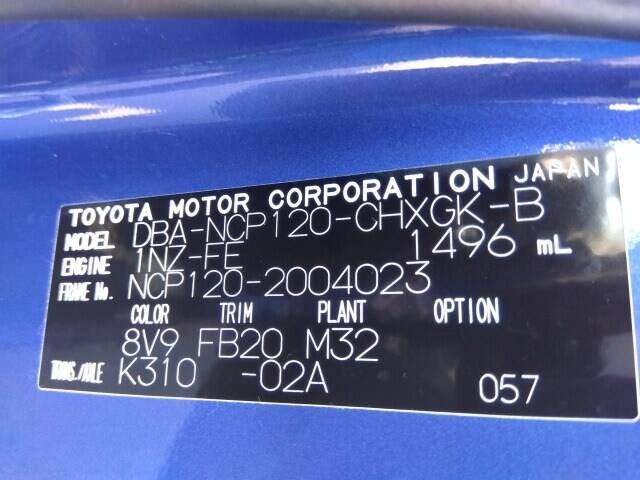 TOYOTA MOTOR CORPORATION JAPAN
MODEL DBA-NCP120-CHXGK-B
ENGINE 1NZ-FE 1496 mL
FRAME No. NCP120-2004023
COLOR TRIM PLANT OPTION
8V9 FB20 M32
TRANS./AXLE K310 -02A 057